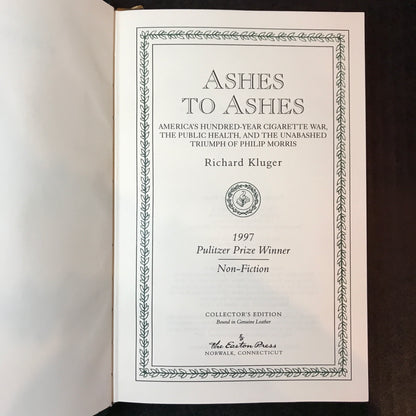 ASHES
TO ASHES
AMERICA'S HUNDRED-YEAR CIGARETTE WAR,
THE PUBLIC HEALTH, AND THE UNABASHED
TRIUMPH OF PHILIP MORRIS
Richard Kluger
1997
Pulitzer Prize Winner
Non-Fiction
COLLECTOR'S EDITION
Bound in Genuine Leather
The Easton Press
NORWALK, CONNECTICUT